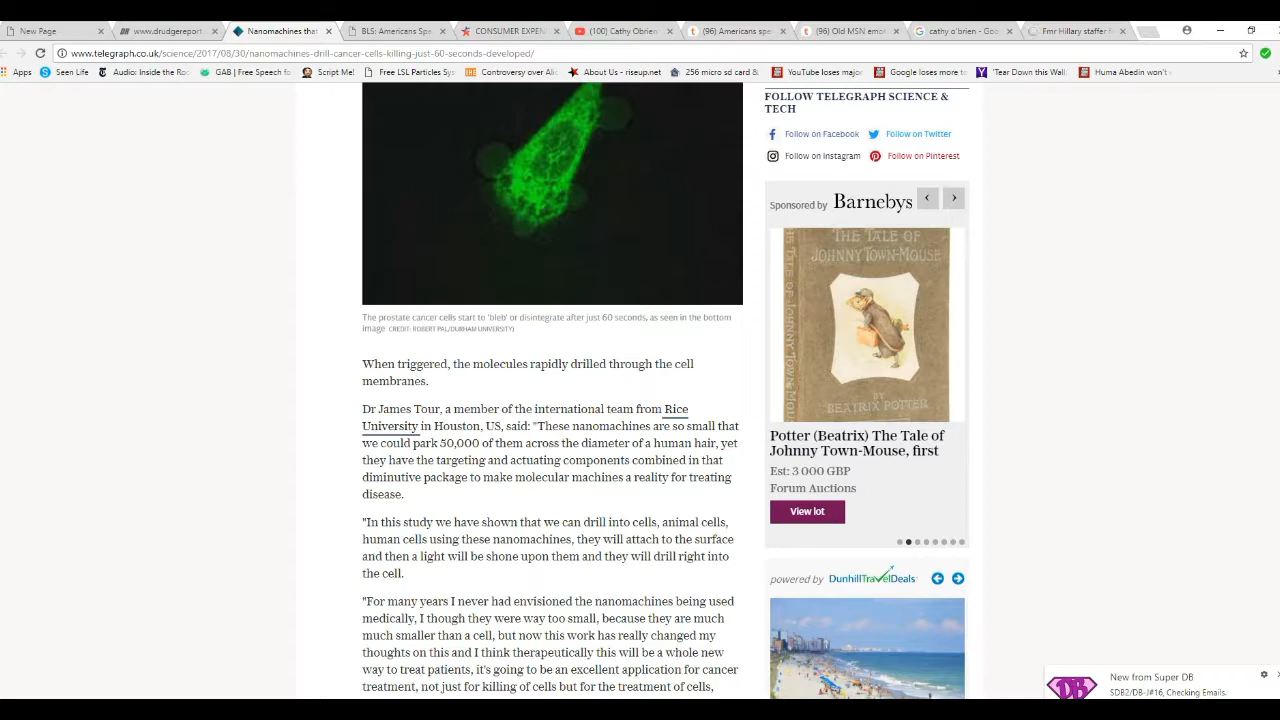 New Page
www.drudgereport
Nanomachines that
BLS: Americans Spe
CONSUMER EXPEN
(100) Cathy O'Brien
(96) Americans spe
(96) Old MSN emo
cathy o'brien - Goo
Fmr Hillary staffer f
www.telegraph.co.uk/science/2017/08/30/nanomachines-drill-cancer-cells-killing-just-60-seconds-developed/
Apps
Seen Life
Audio: Inside the Ro
GAB | Free Speech fo
Script Me!
Free LSL Particles Sys
Controversy over Ali
About Us - riseup.net
256 micro sd card &
YouTube loses major
Google loses more to
'Tear Down this Wall
Huma Abedin won't
FOLLOW TELEGRAPH SCIENCE &
TECH
Follow on Facebook
Follow on Twitter
Follow on Instagram
Follow on Pinterest
Sponsored by Barnebys
THE TALE OF
JOHNNY TOWN-MOUSE
BY
BEATRIX POTTER
Potter (Beatrix) The Tale of
Johnny Town-Mouse, first
Est: 3 000 GBP
Forum Auctions
View lot
powered by DunhillTravelDeals
The prostate cancer cells start to 'bleb' or disintegrate after just 60 seconds, as seen in the bottom
image CREDIT: ROBERT PAL/DURHAM UNIVERSITY)
When triggered, the molecules rapidly drilled through the cell
membranes.
Dr James Tour, a member of the international team from Rice
University in Houston, US, said: "These nanomachines are so small that
we could park 50,000 of them across the diameter of a human hair, yet
they have the targeting and actuating components combined in that
diminutive package to make molecular machines a reality for treating
disease.
"In this study we have shown that we can drill into cells, animal cells,
human cells using these nanomachines, they will attach to the surface
and then a light will be shone upon them and they will drill right into
the cell.
"For many years I never had envisioned the nanomachines being used
medically, I though they were way too small, because they are much
much smaller than a cell, but now this work has really changed my
thoughts on this and I think therapeutically this will be a whole new
way to treat patients, it's going to be an excellent application for cancer
treatment, not just for killing of cells but for the treatment of cells,
DB
New from Super DB
SDB2/DB-J#16, Checking Emails.